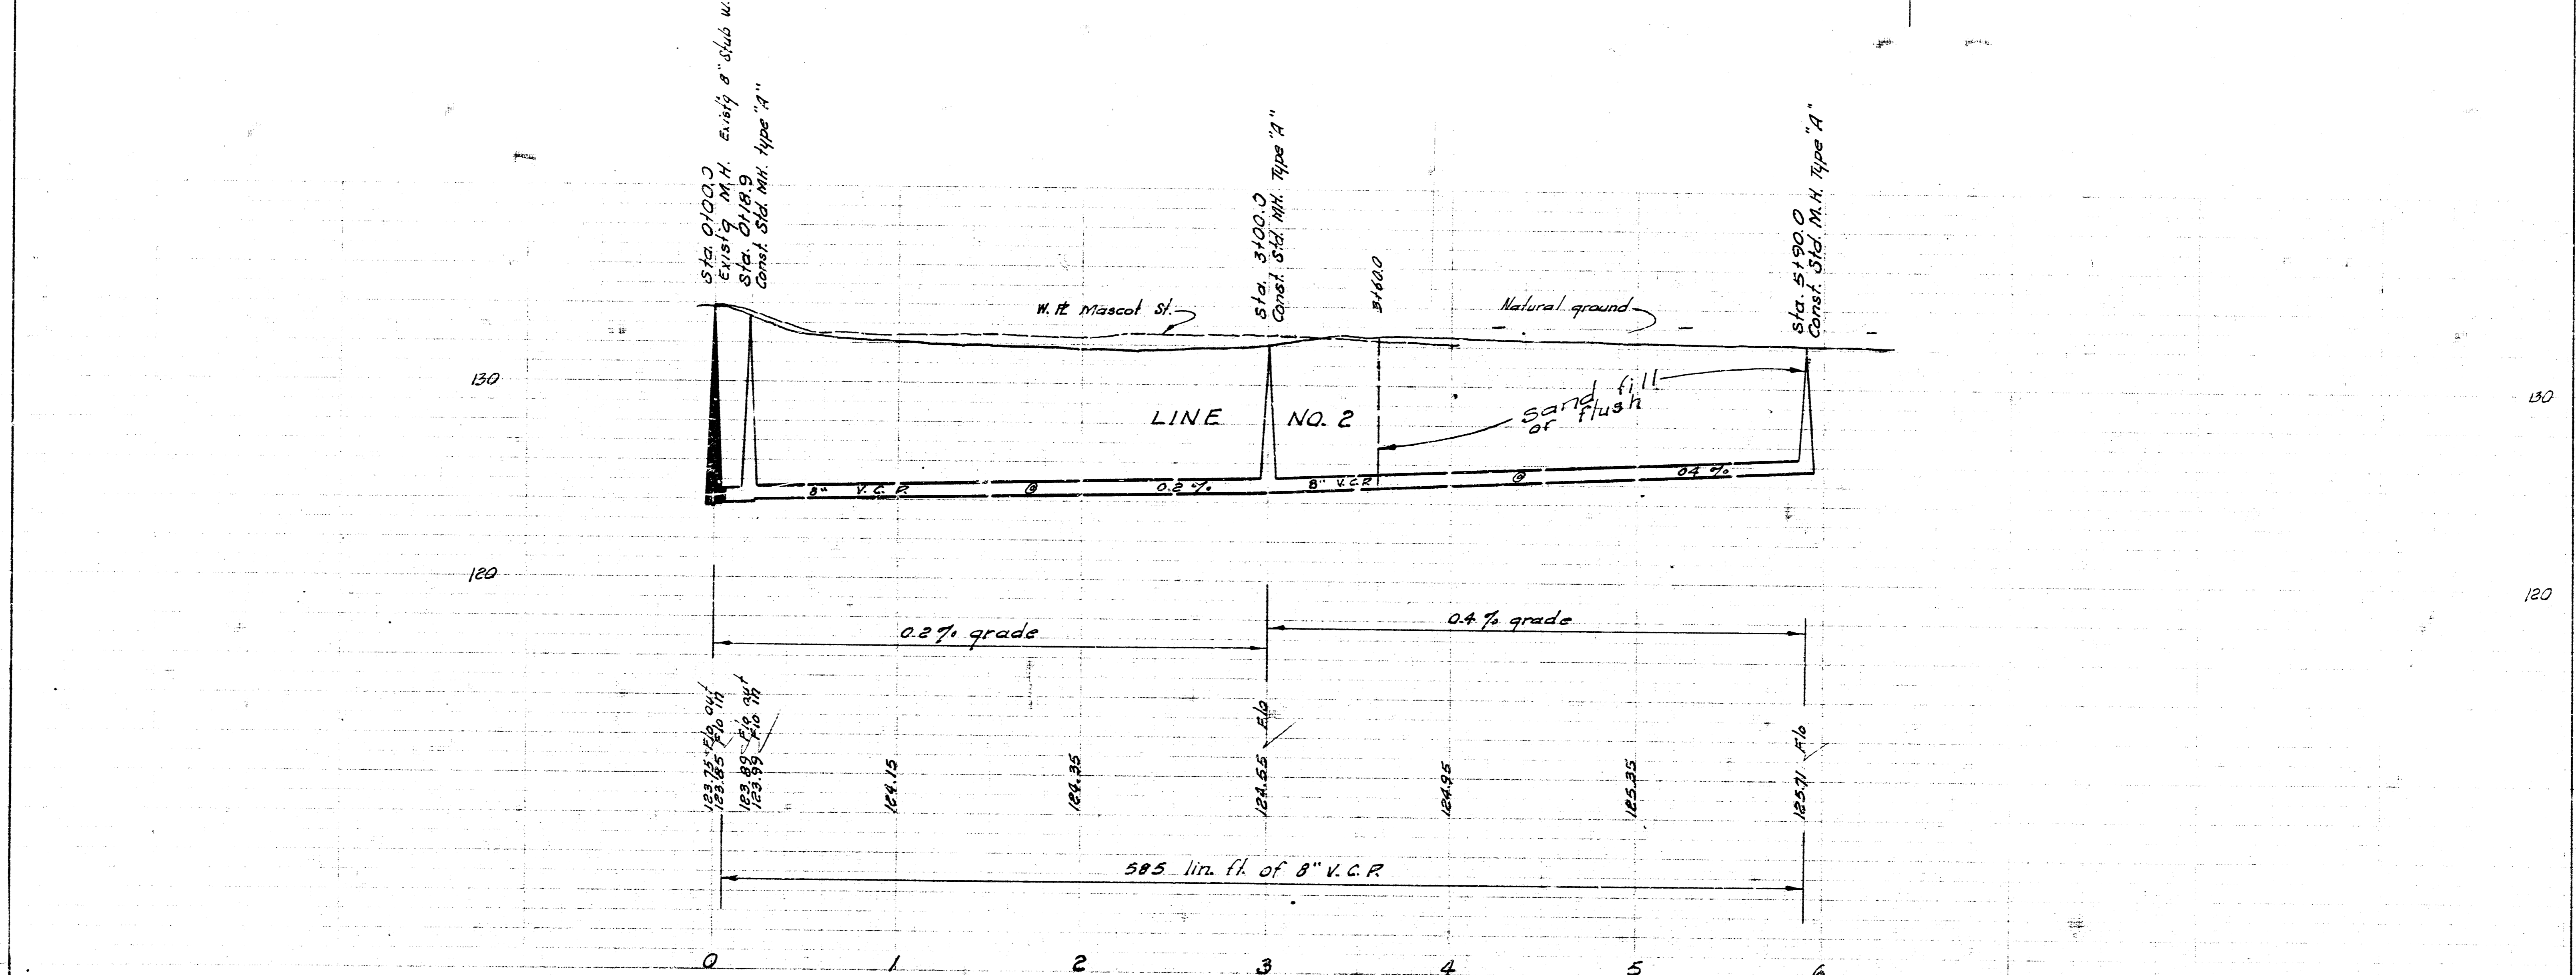 Sta. 0+00.0
Exist'g M.H. Exist'g 8" Stub W.
Sta. 0+18.9
Const. Std. MH. type "A"
Sta. 3+00.0
Const. Std. MH. Type "A"
3+60.0
Sta. 5+90.0
Const. Std. M.H. Type "A"
W. ⅊ Mascot St.
Natural ground
130
130
LINE NO. 2
sand fill
or flush
8" V.C.P. @ 0.2 %
8" V.C.P. @ 0.4 %
120
120
0.2 % grade
0.4 % grade
123.75 Flo out
123.85 Flo in
123.89 Flo out
123.99 Flo in
124.15
124.35
124.55 Flo
124.95
125.35
125.71 Flo
585 lin. ft. of 8" V.C.P.
0 1 2 3 4 5 6